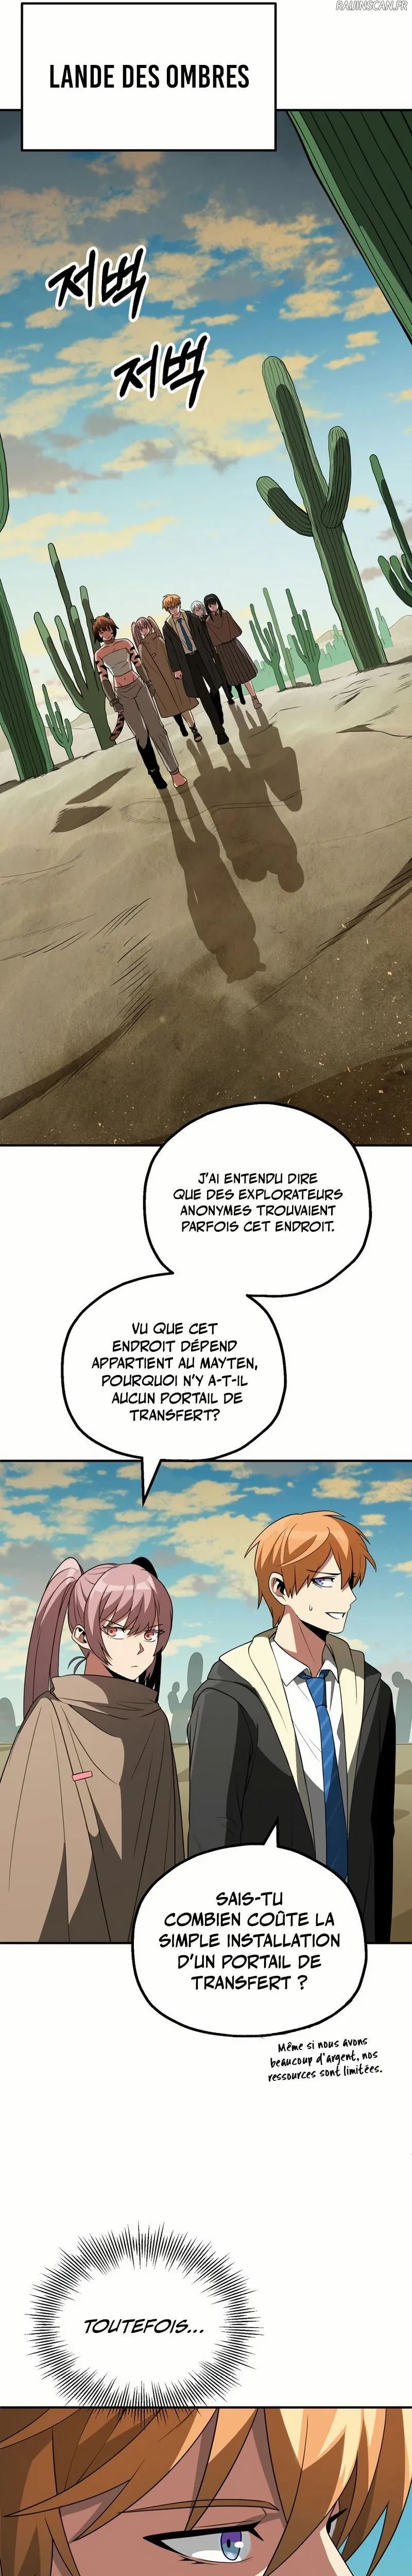 RAIJINSCAN.FR
LANDE DES OMBRES
저벅
저벅
J'AI ENTENDU DIRE
QUE DES EXPLORATEURS
ANONYMES TROUVAIENT
PARFOIS CET ENDROIT.
VU QUE CET
ENDROIT DÉPEND
APPARTIENT AU MAYTEN,
POURQUOI N'Y A-T-IL
AUCUN PORTAIL DE
TRANSFERT?
SAIS-TU
COMBIEN COÛTE LA
SIMPLE INSTALLATION
D'UN PORTAIL DE
TRANSFERT ?
Même si nous avons
beaucoup d'argent, nos
ressources sont limitées.
TOUTEFOIS...